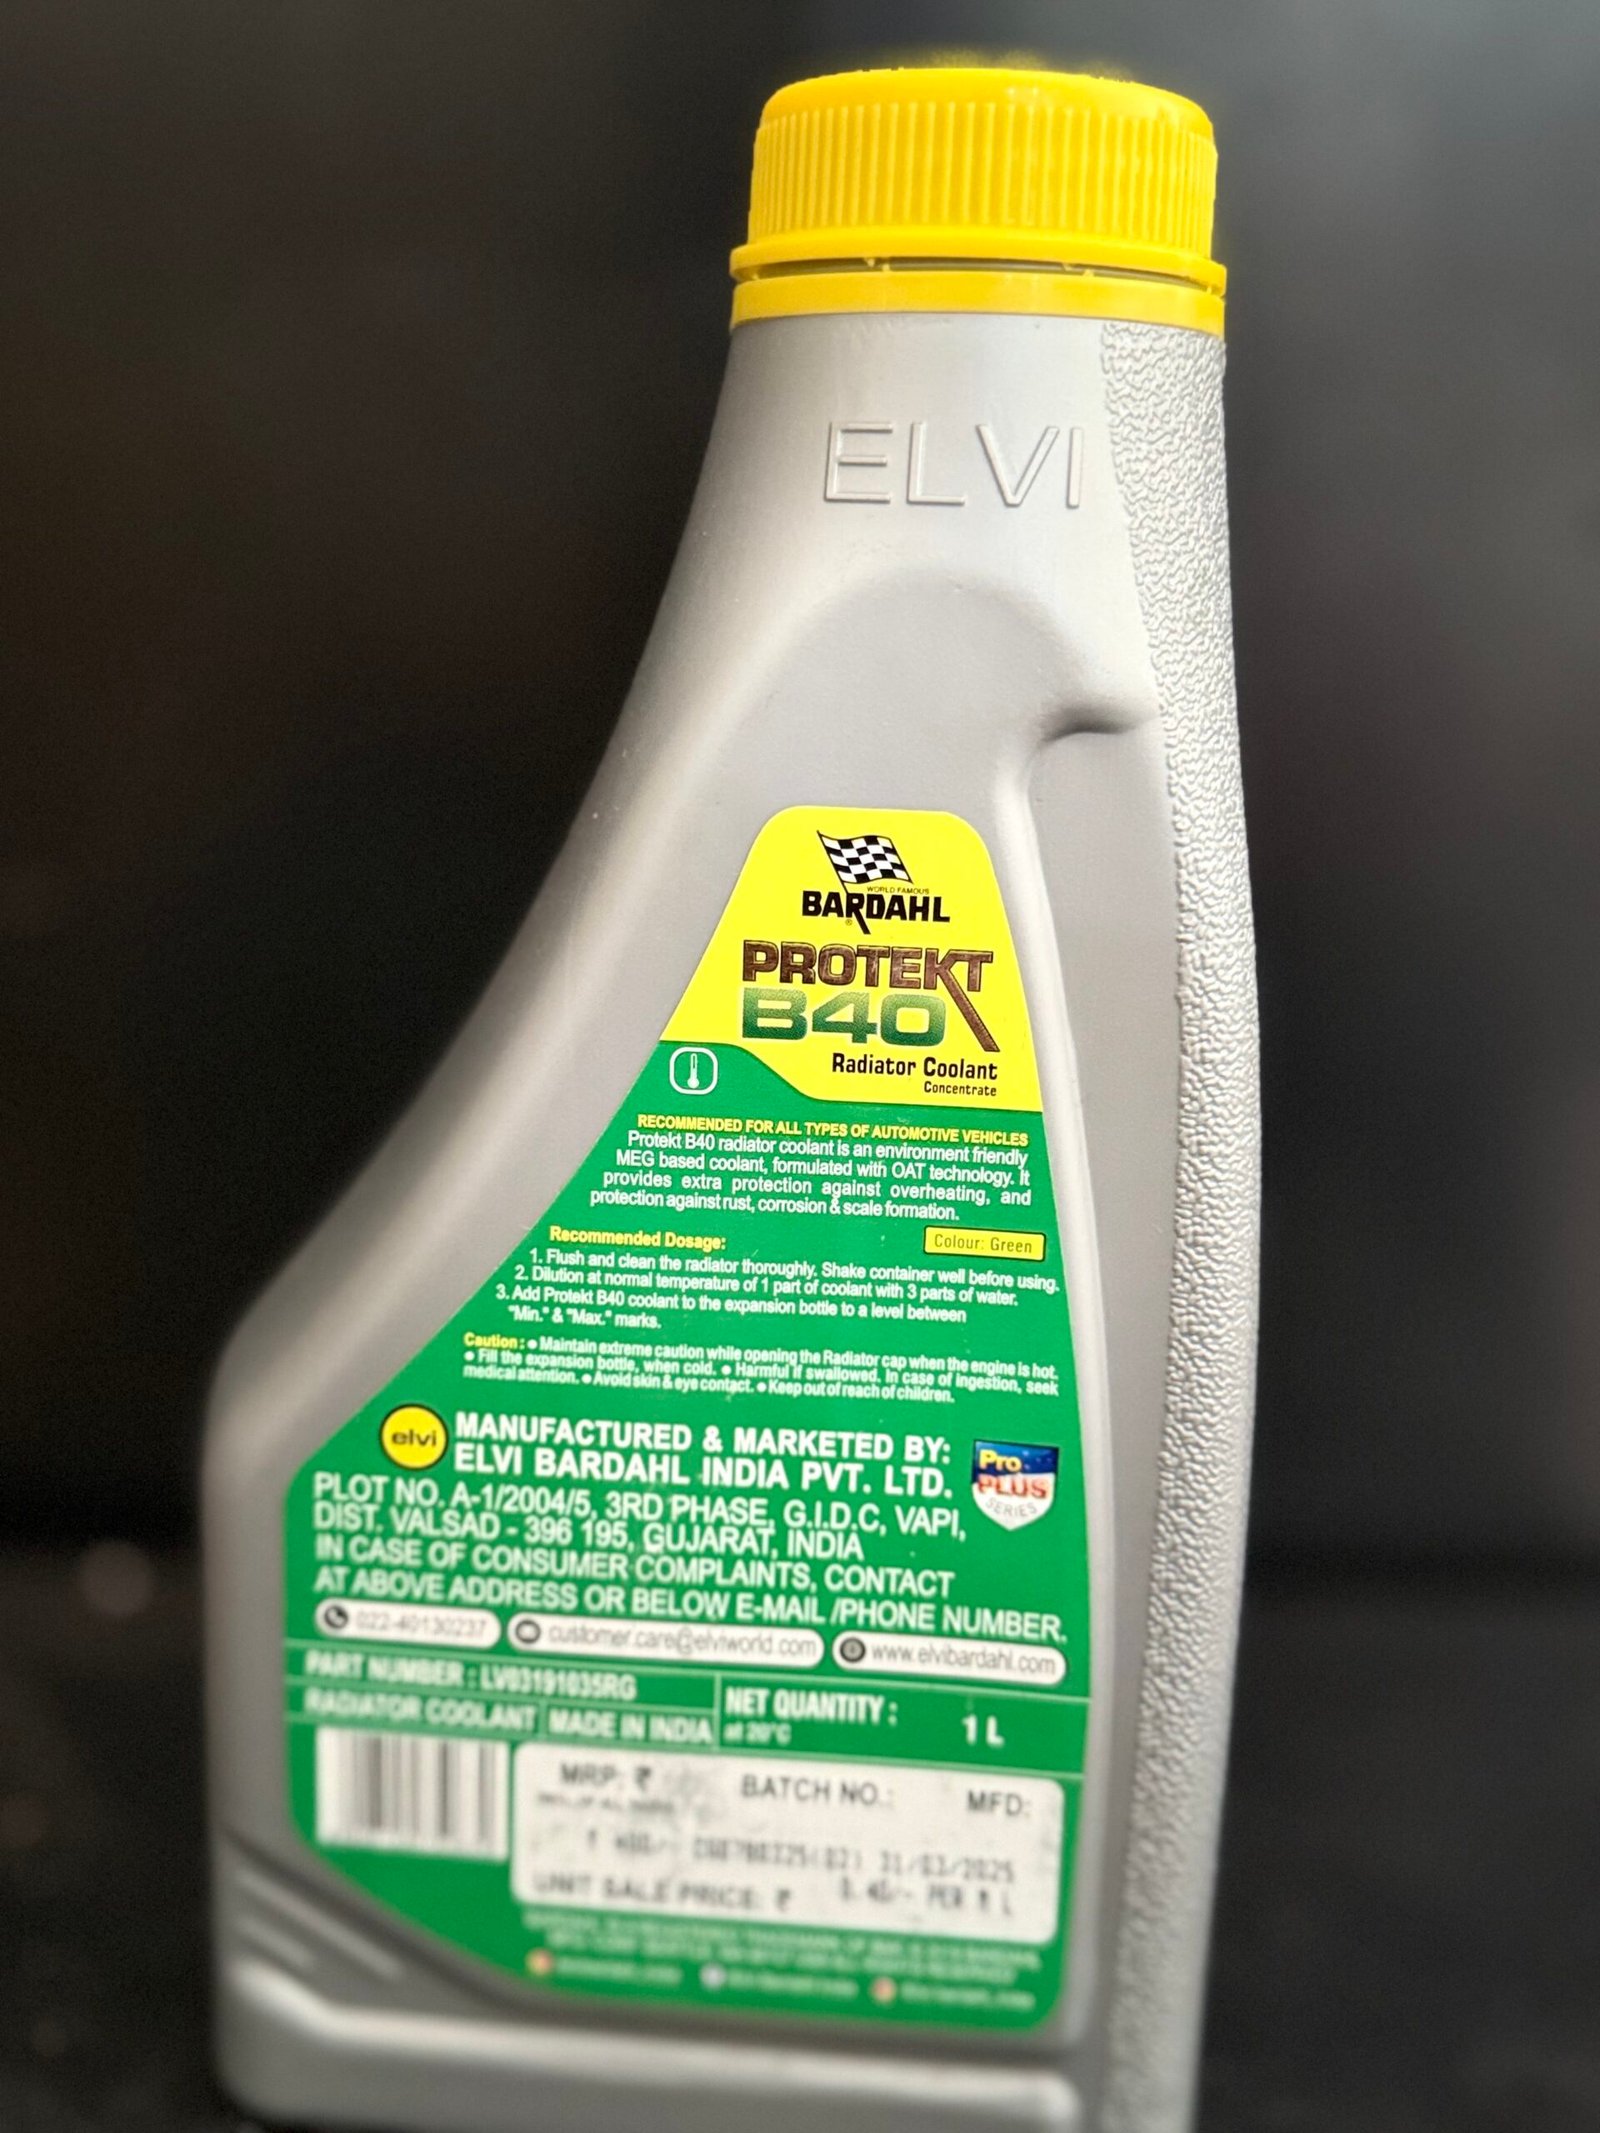 ELVI
WORLD FAMOUS
BARDAHL
®
PROTEKT
B40
Radiator Coolant
Concentrate
RECOMMENDED FOR ALL TYPES OF AUTOMOTIVE VEHICLES
Protekt B40 radiator coolant is an environment friendly
MEG based coolant, formulated with OAT technology. It
provides extra protection against overheating, and
protection against rust, corrosion & scale formation.
Colour: Green
Recommended Dosage:
1. Flush and clean the radiator thoroughly. Shake container well before using.
2. Dilution at normal temperature of 1 part of coolant with 3 parts of water.
3. Add Protekt B40 coolant to the expansion bottle to a level between
"Min." & "Max." marks.
Caution: ● Maintain extreme caution while opening the Radiator cap when the engine is hot.
● Fill the expansion bottle, when cold. ● Harmful if swallowed. In case of ingestion, seek
medical attention. ● Avoid skin & eye contact. ● Keep out of reach of children.
elvi
MANUFACTURED & MARKETED BY:
ELVI BARDAHL INDIA PVT. LTD.
Pro
PLUS
SERIES
PLOT NO. A-1/2004/5, 3RD PHASE, G.I.D.C, VAPI,
DIST. VALSAD - 396 195, GUJARAT, INDIA
IN CASE OF CONSUMER COMPLAINTS, CONTACT
AT ABOVE ADDRESS OR BELOW E-MAIL /PHONE NUMBER.
022-40130237 customer.care@elviworld.com www.elvibardahl.com
PART NUMBER : LV03191035RG
RADIATOR COOLANT MADE IN INDIA
NET QUANTITY : 1 L
at 20°C
MRP: ₹ BATCH NO.: MFD:
31/03/2025
UNIT SALE PRICE: ₹ PER